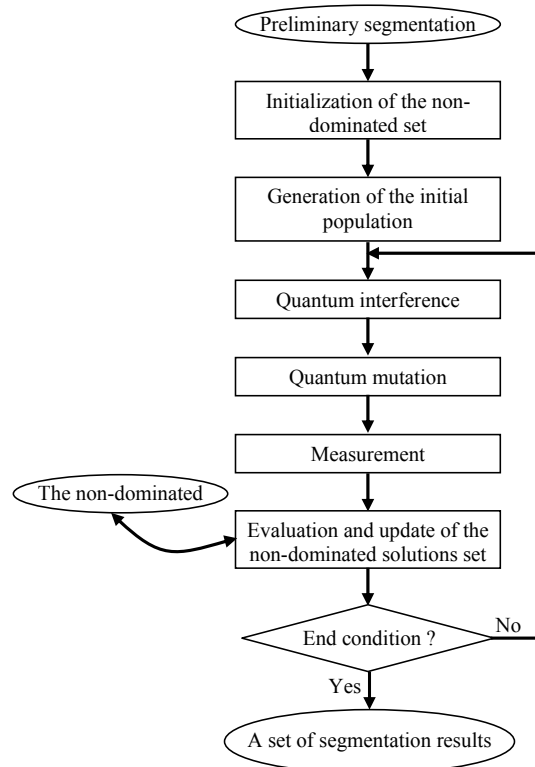 Preliminary segmentation
Initialization of the non-
dominated set
Generation of the initial
population
Quantum interference
Quantum mutation
Measurement
The non-dominated
Evaluation and update of the
non-dominated solutions set
End condition ?
No
Yes
A set of segmentation results